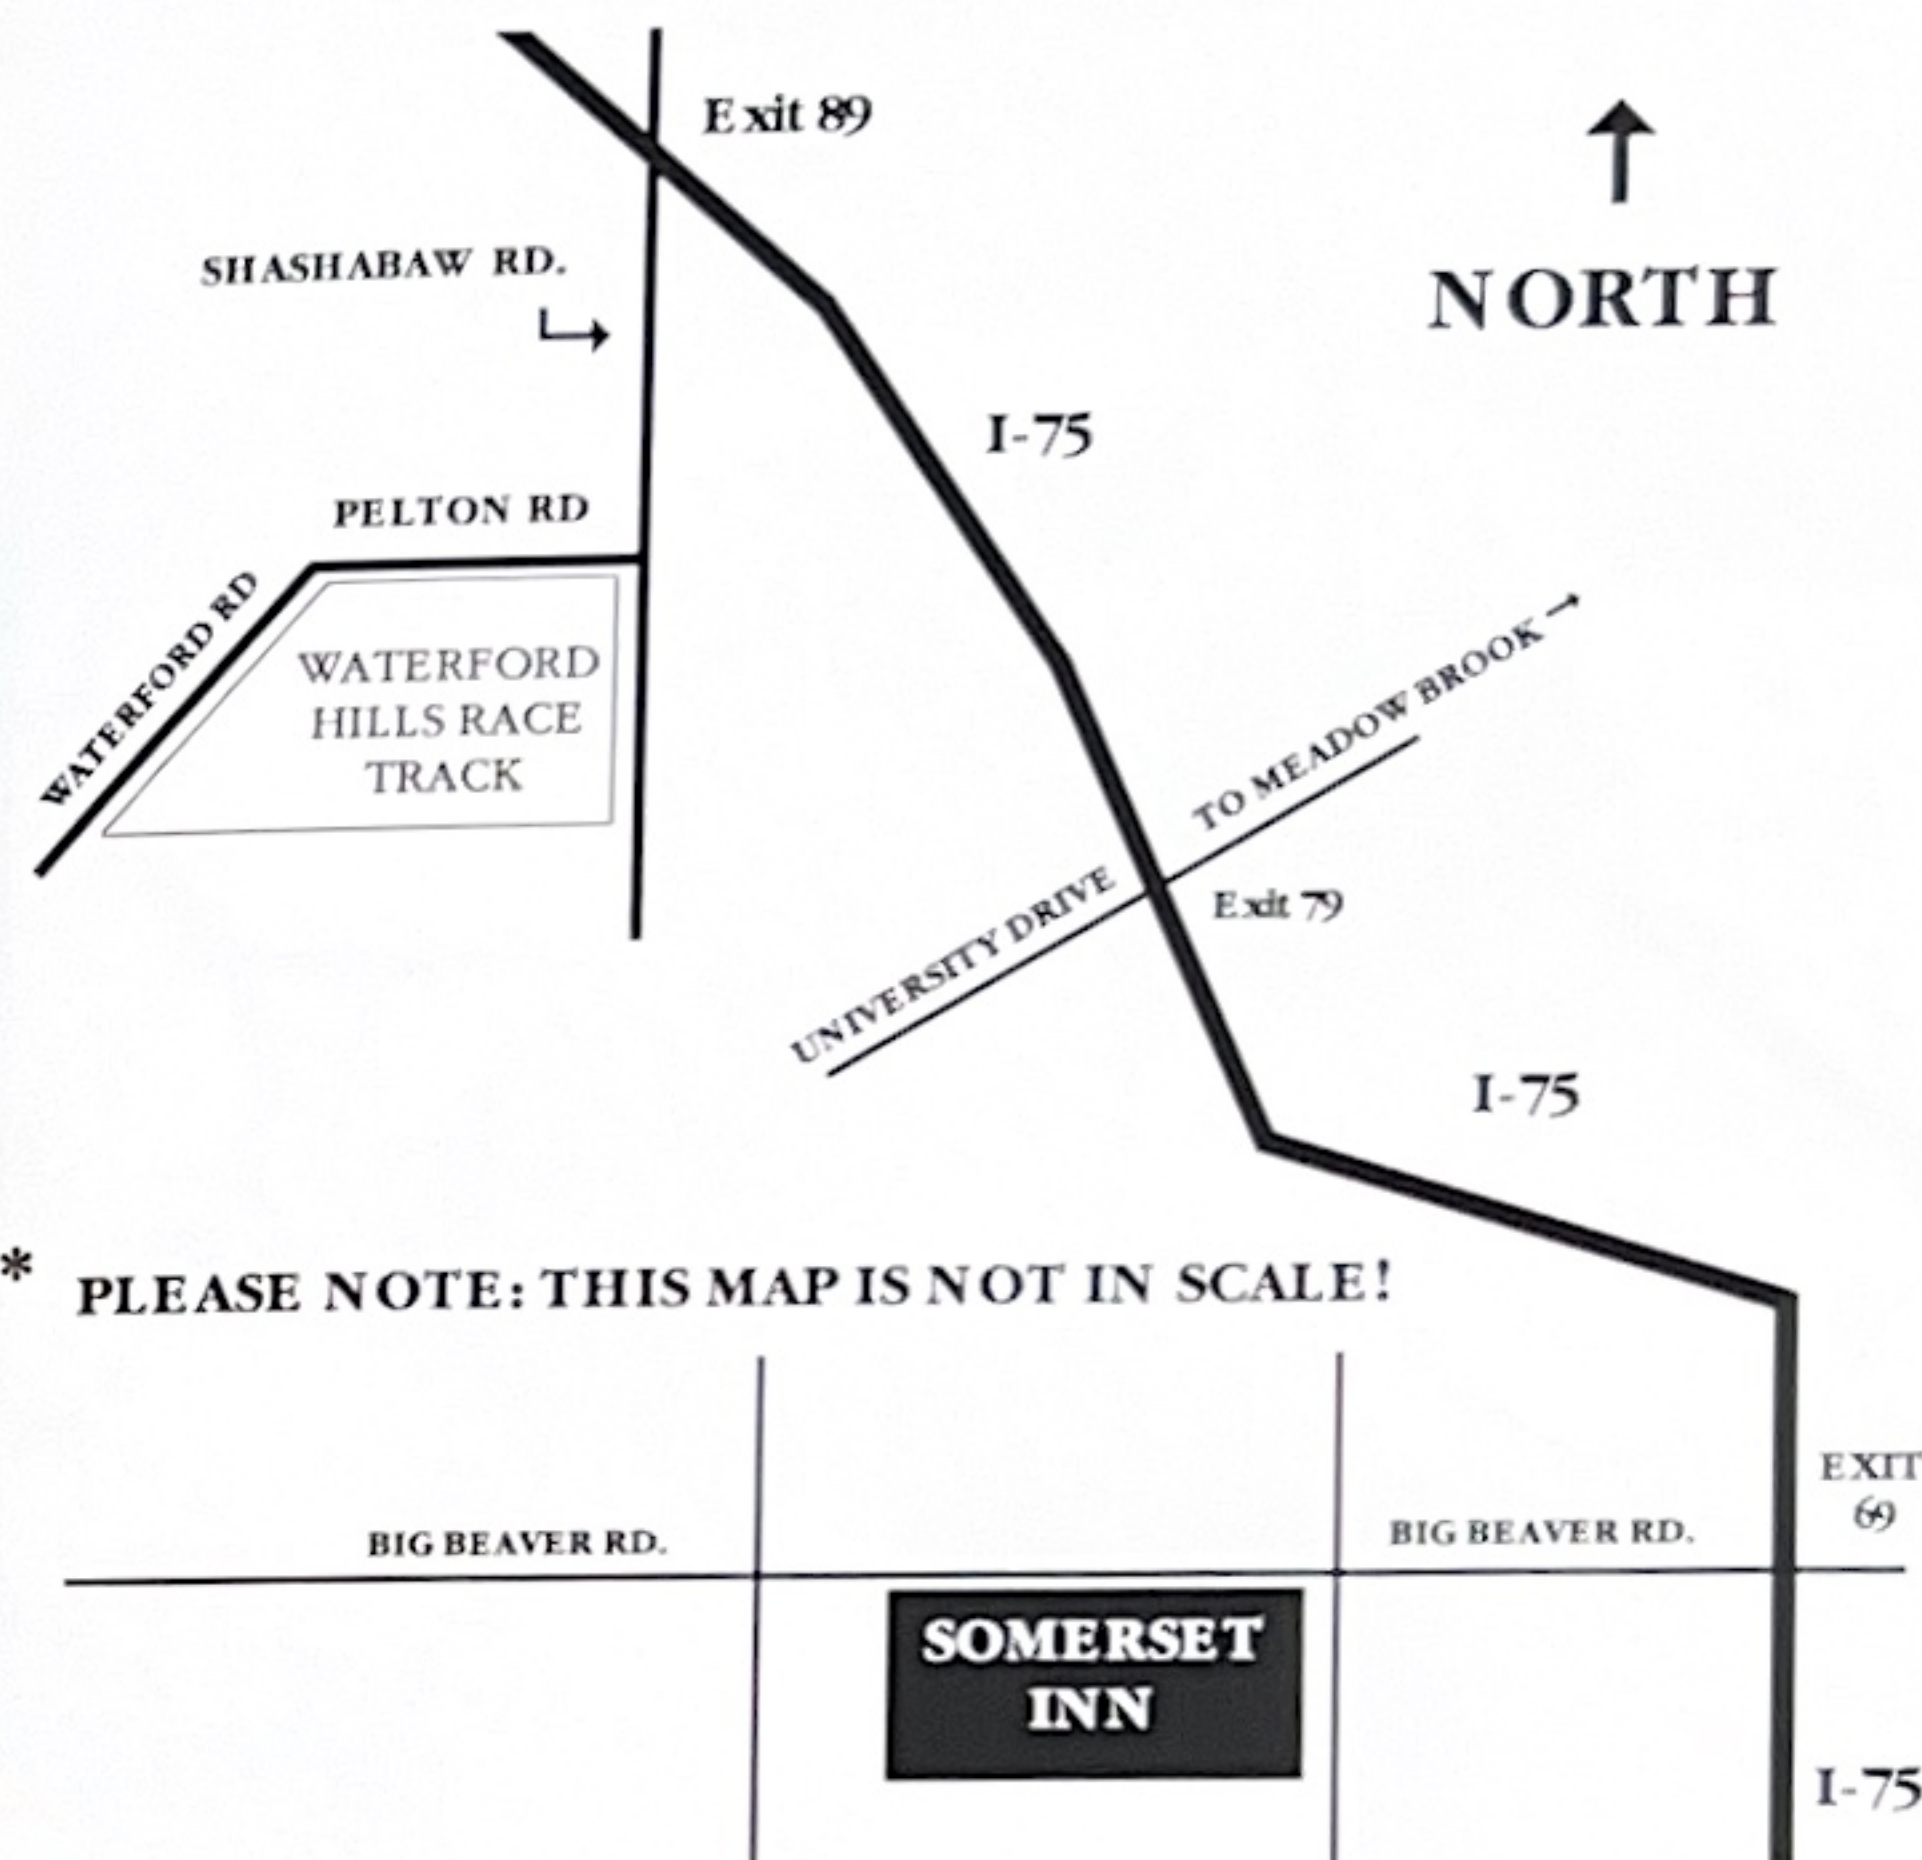 Exit 89
SHASHABAW RD.
NORTH
I-75
PELTON RD
WATERFORD RD
WATERFORD
HILLS RACE
TRACK
TO MEADOW BROOK
UNIVERSITY DRIVE
Exit 79
I-75
* PLEASE NOTE: THIS MAP IS NOT IN SCALE!
EXIT
69
BIG BEAVER RD.
BIG BEAVER RD.
SOMERSET
INN
I-75